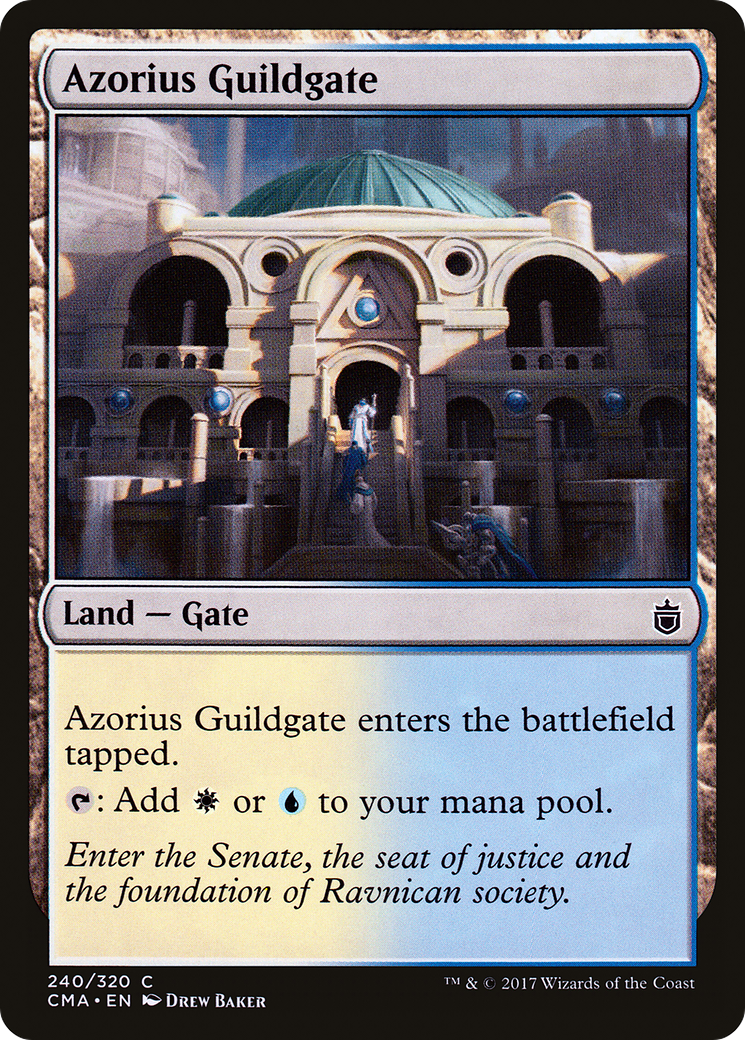 Azorius Guildgate
Land — Gate
Azorius Guildgate enters the battlefield
tapped.
: Add or to your mana pool.
Enter the Senate, the seat of justice and
the foundation of Ravnican society.
240/320 C
CMA • EN DREW BAKER
™ & © 2017 Wizards of the Coast